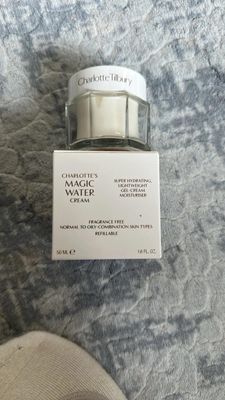 Charlotte Tilbury
CHARLOTTE'S
MAGIC
WATER
CREAM
SUPER HYDRATING,
LIGHTWEIGHT
GEL-CREAM
MOISTURISER
FRAGRANCE FREE
NORMAL TO OILY-COMBINATION SKIN TYPES
REFILLABLE
50 ML ℮
1.6 FL. OZ.